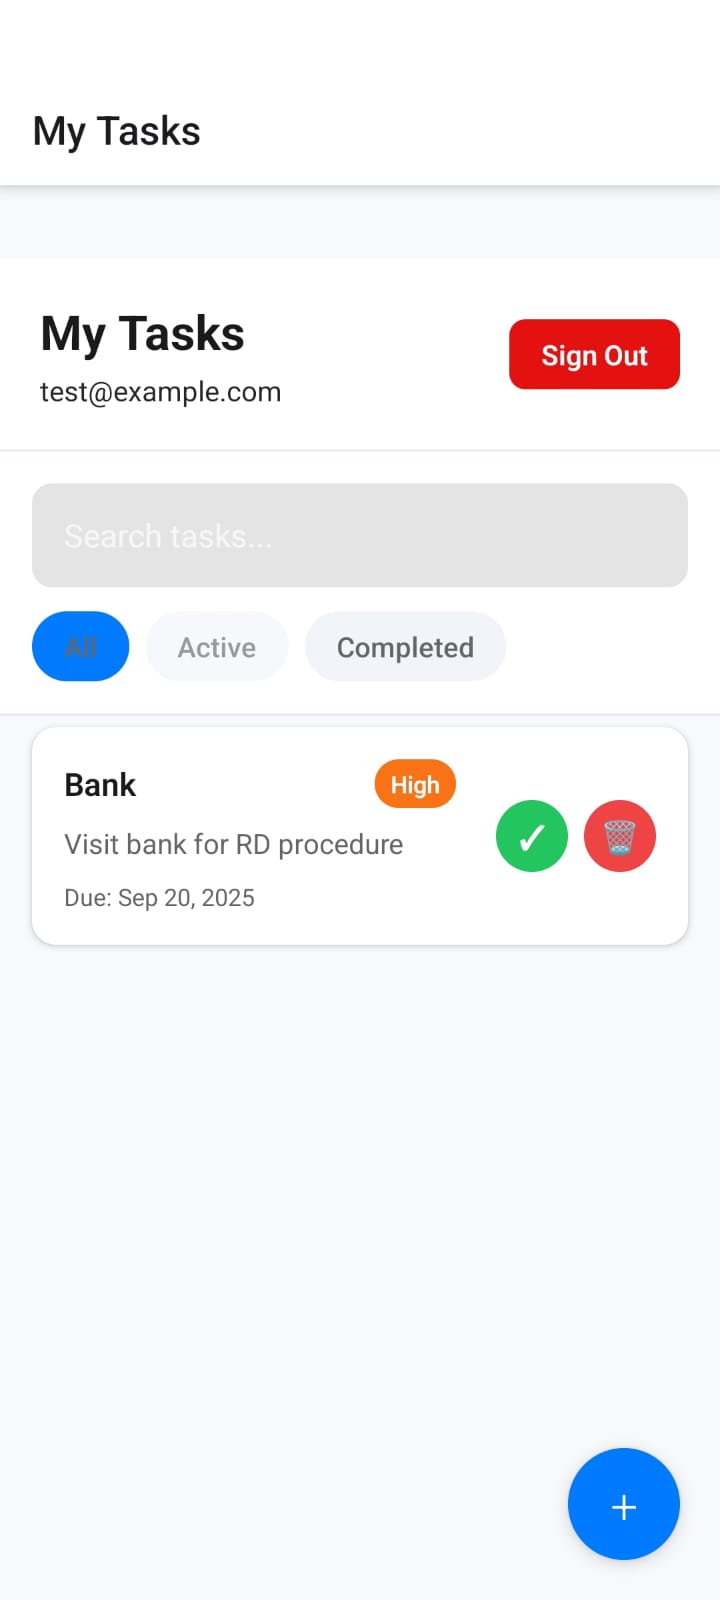 My Tasks
My Tasks
test@example.com
Sign Out
Search tasks...
All
Active
Completed
Bank
High
Visit bank for RD procedure
Due: Sep 20, 2025
✓
+